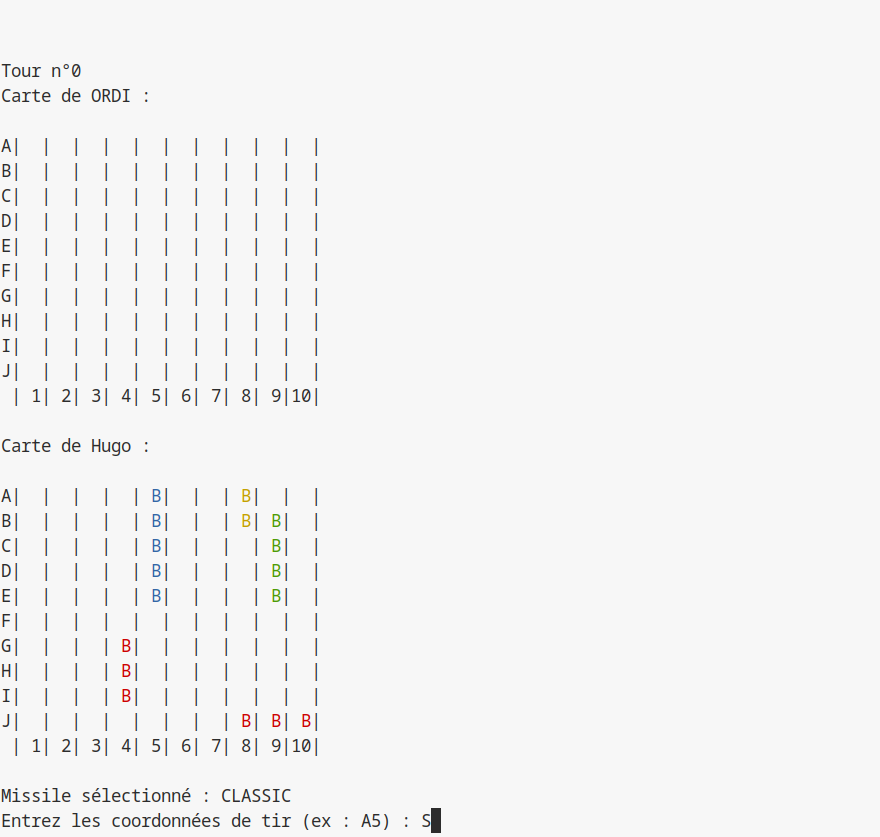 Tour n°0
Carte de ORDI :
A|  |  |  |  |  |  |  |  |  |  |
B|  |  |  |  |  |  |  |  |  |  |
C|  |  |  |  |  |  |  |  |  |  |
D|  |  |  |  |  |  |  |  |  |  |
E|  |  |  |  |  |  |  |  |  |  |
F|  |  |  |  |  |  |  |  |  |  |
G|  |  |  |  |  |  |  |  |  |  |
H|  |  |  |  |  |  |  |  |  |  |
I|  |  |  |  |  |  |  |  |  |  |
J|  |  |  |  |  |  |  |  |  |  |
 | 1| 2| 3| 4| 5| 6| 7| 8| 9|10|
Carte de Hugo :
A|  |  |  |  | B|  |  | B|  |  |
B|  |  |  |  | B|  |  | B| B|  |
C|  |  |  |  | B|  |  |  | B|  |
D|  |  |  |  | B|  |  |  | B|  |
E|  |  |  |  | B|  |  |  | B|  |
F|  |  |  |  |  |  |  |  |  |  |
G|  |  |  | B|  |  |  |  |  |  |
H|  |  |  | B|  |  |  |  |  |  |
I|  |  |  | B|  |  |  |  |  |  |
J|  |  |  |  |  |  |  | B| B| B|
 | 1| 2| 3| 4| 5| 6| 7| 8| 9|10|
Missile sélectionné : CLASSIC
Entrez les coordonnées de tir (ex : A5) : S